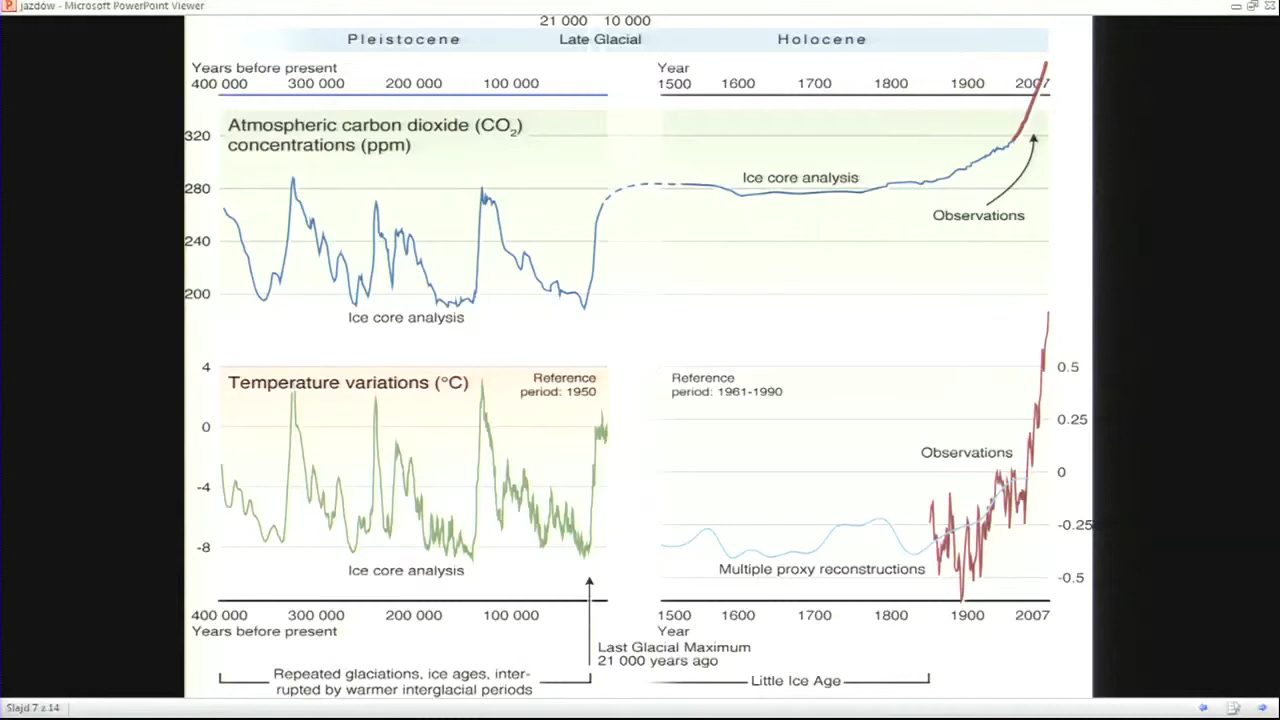 jazdów - Microsoft PowerPoint Viewer
21 000 10 000
Pleistocene Late Glacial Holocene
Years before present
400 000 300 000 200 000 100 000
Year
1500 1600 1700 1800 1900 2007
Atmospheric carbon dioxide (CO2)
concentrations (ppm)
320
280
240
200
Ice core analysis
Ice core analysis
Observations
Temperature variations (°C)
Reference
period: 1950
4
0
-4
-8
Ice core analysis
Reference
period: 1961-1990
Observations
Multiple proxy reconstructions
0.5
0.25
0
-0.25
-0.5
400 000 300 000 200 000 100 000
Years before present
1500 1600 1700 1800 1900 2007
Year
Last Glacial Maximum
21 000 years ago
Repeated glaciations, ice ages, inter-
rupted by warmer interglacial periods
Little Ice Age
Slajd 7 z 14